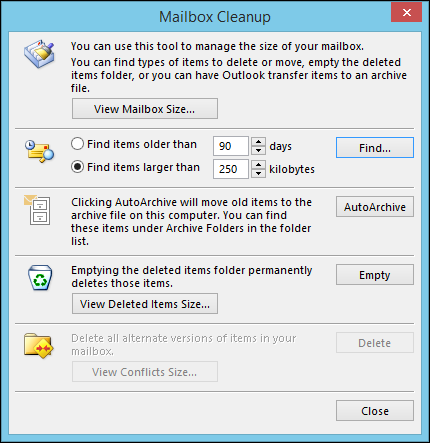 Mailbox Cleanup
You can use this tool to manage the size of your mailbox.
You can find types of items to delete or move, empty the deleted
items folder, or you can have Outlook transfer items to an archive
file.
View Mailbox Size...
Find items older than 90 days
Find...
Find items larger than 250 kilobytes
Clicking AutoArchive will move old items to the
archive file on this computer. You can find
these items under Archive Folders in the folder
list.
AutoArchive
Emptying the deleted items folder permanently
deletes those items.
Empty
View Deleted Items Size...
Delete all alternate versions of items in your
mailbox.
Delete
View Conflicts Size...
Close